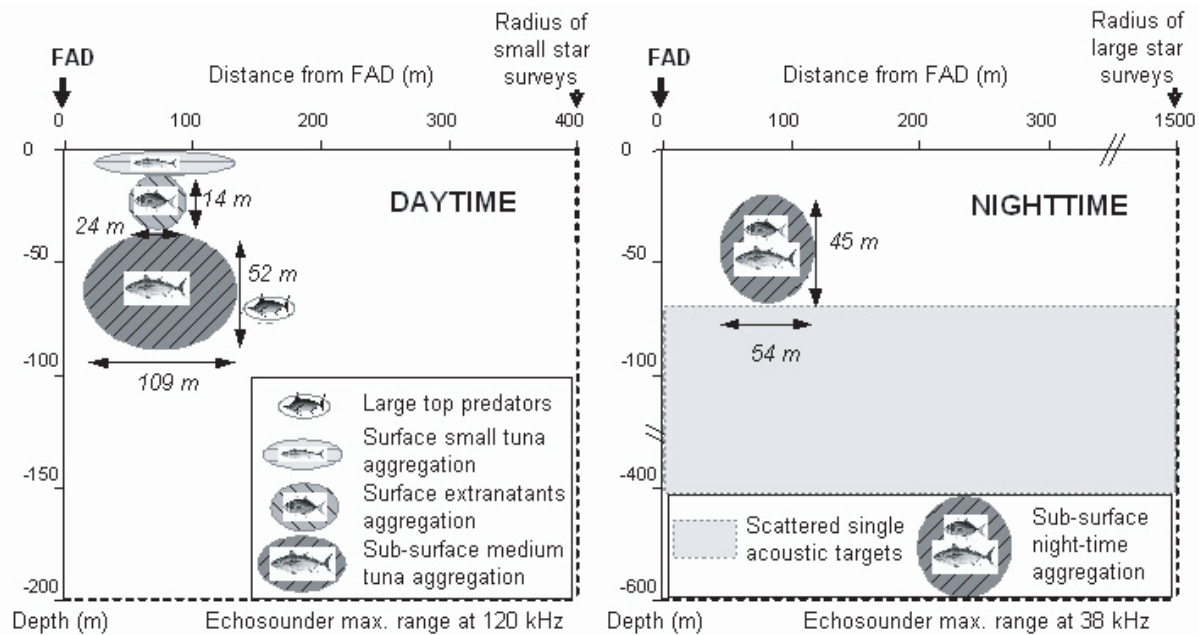 Radius of
small star
surveys
FAD
Distance from FAD (m)
0 100 200 300 400
0
DAYTIME
14 m
24 m
-50
52 m
-100
109 m
Large top predators
Surface small tuna
aggregation
-150
Surface extranatants
aggregation
Sub-surface medium
tuna aggregation
-200
Depth (m) Echosounder max. range at 120 kHz
Radius of
large star
surveys
FAD
Distance from FAD (m)
0 100 200 300 1500
0
NIGHTTIME
45 m
-50
54 m
-100
-400
Scattered single
acoustic targets
Sub-surface
night-time
aggregation
-600
Depth (m) Echosounder max. range at 38 kHz